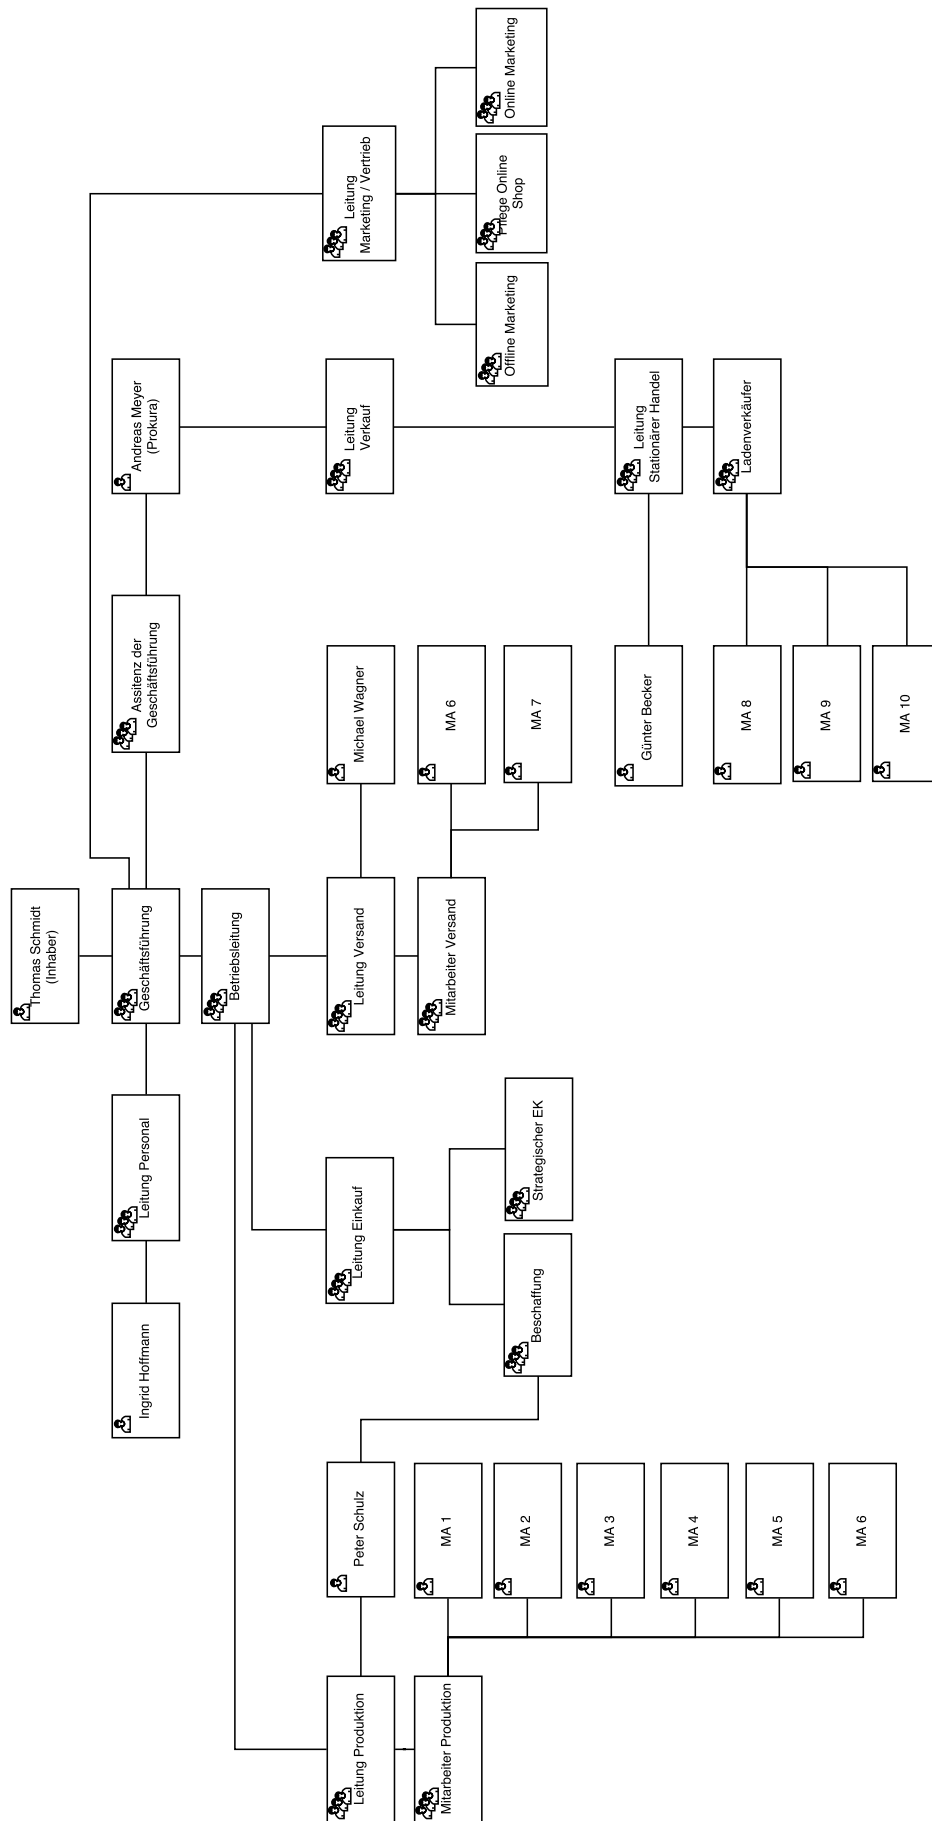 Thomas Schmidt
(Inhaber)
Ingrid Hoffmann
Leitung Personal
Geschäftsführung
Assitenz der
Geschäftsführung
Andreas Meyer
(Prokura)
Betriebsleitung
Leitung Produktion
Peter Schulz
Leitung Einkauf
Leitung Versand
Michael Wagner
Leitung
Verkauf
Leitung
Marketing / Vertrieb
Mitarbeiter Produktion
MA 1
MA 2
MA 3
MA 4
MA 5
MA 6
Beschaffung
Strategischer EK
Mitarbeiter Versand
MA 6
MA 7
Offline Marketing
Pflege Online
Shop
Online Marketing
Günter Becker
Leitung
Stationärer Handel
Ladenverkäufer
MA 8
MA 9
MA 10